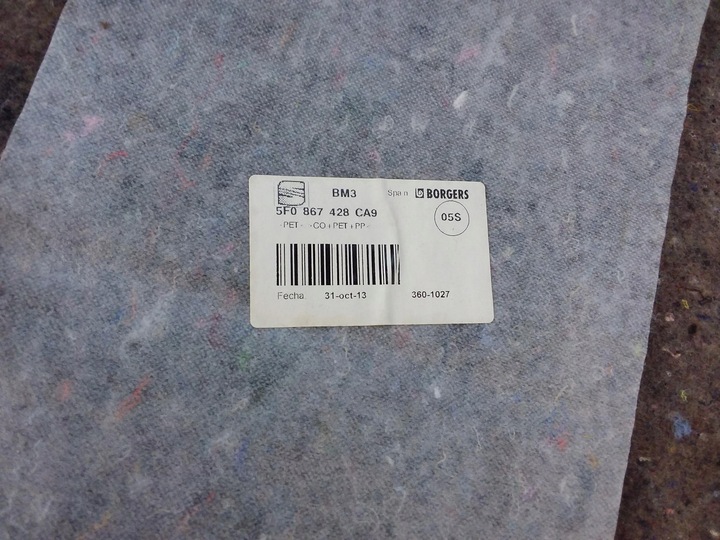 BM3 Spain BORGERS
5F0 867 428 CA9 05S
>PET< >CO+PET+PP<
Fecha 31-oct-13 360-1027